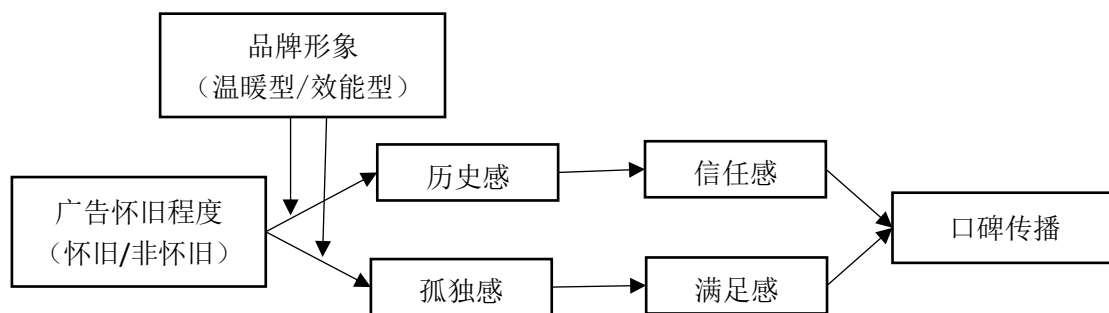 品牌形象
（温暖型/效能型）
历史感
信任感
广告怀旧程度
（怀旧/非怀旧）
口碑传播
孤独感
满足感